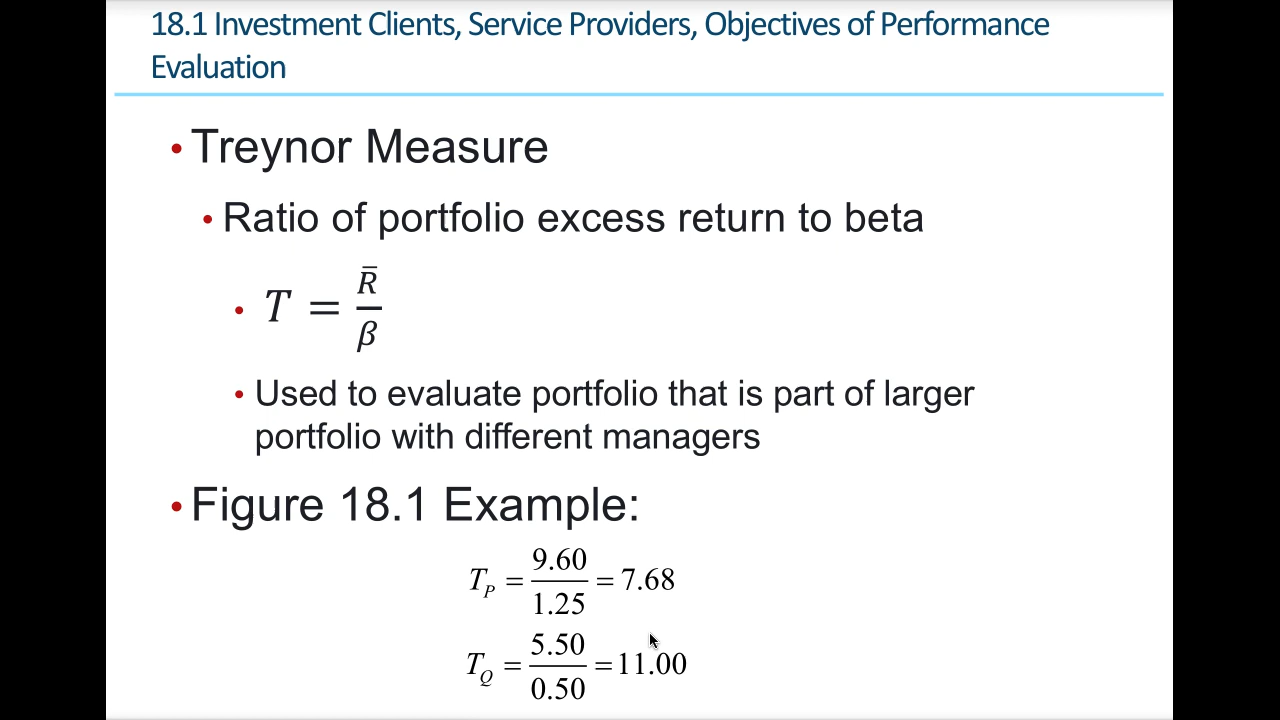 18.1 Investment Clients, Service Providers, Objectives of Performance
Evaluation
• Treynor Measure
• Ratio of portfolio excess return to beta
• T = R̄/β
• Used to evaluate portfolio that is part of larger
portfolio with different managers
• Figure 18.1 Example:
T_P = 9.60/1.25 = 7.68
T_Q = 5.50/0.50 = 11.00